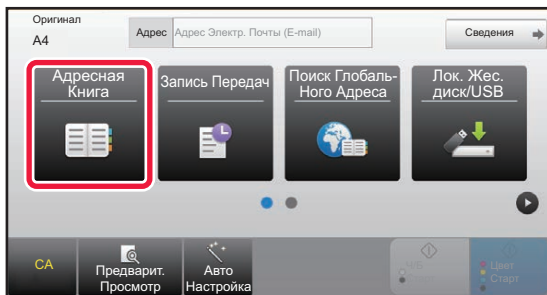 Оригинал
A4
Адрес
Адрес Электр. Почты (E-mail)
Сведения
Адресная
Книга
Запись Передач
Поиск Глобаль-
Ного Адреса
Лок. Жес.
диск/USB
CA
Предварит.
Просмотр
Авто
Настройка
Ч/Б
Старт
Цвет
Старт